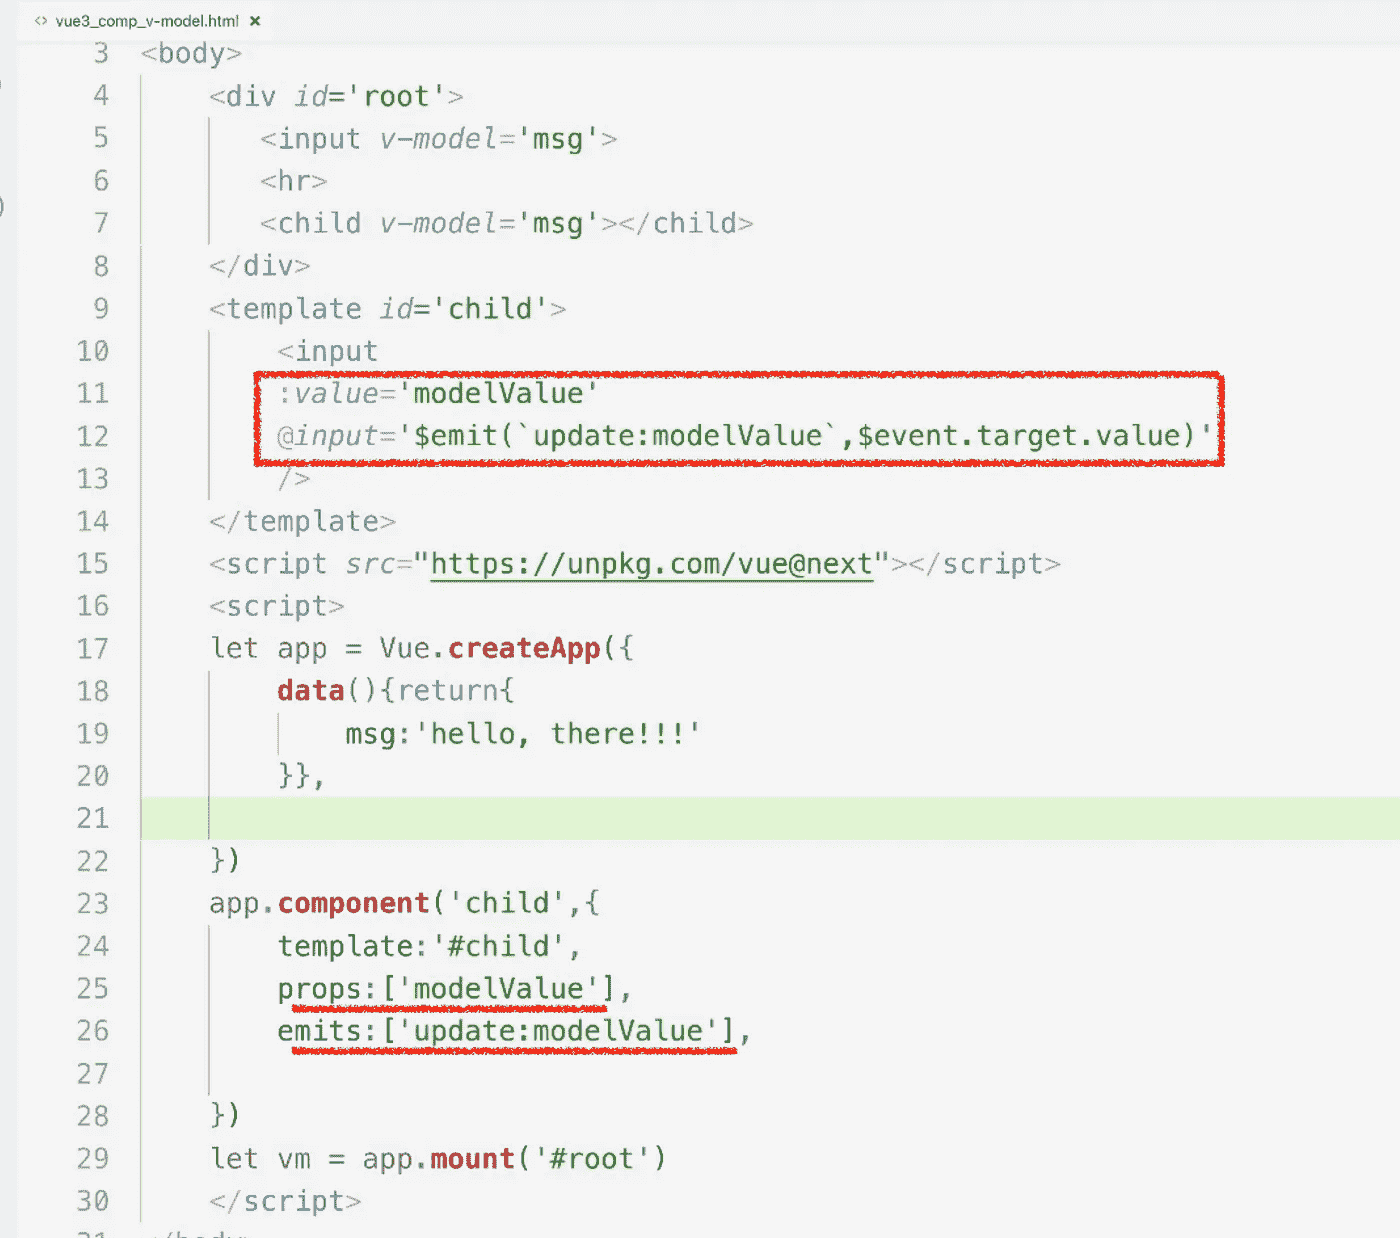 <> vue3_comp_v-model.html ×
3 <body>
4 <div id='root'>
5 <input v-model='msg'>
6 <hr>
7 <child v-model='msg'></child>
8 </div>
9 <template id='child'>
10 <input
11 :value='modelValue'
12 @input='$emit(`update:modelValue`,$event.target.value)'
13 />
14 </template>
15 <script src="https://unpkg.com/vue@next"></script>
16 <script>
17 let app = Vue.createApp({
18 data(){return{
19 msg:'hello, there!!!'
20 }},
21
22 })
23 app.component('child',{
24 template:'#child',
25 props:['modelValue'],
26 emits:['update:modelValue'],
27
28 })
29 let vm = app.mount('#root')
30 </script>
31 </body>